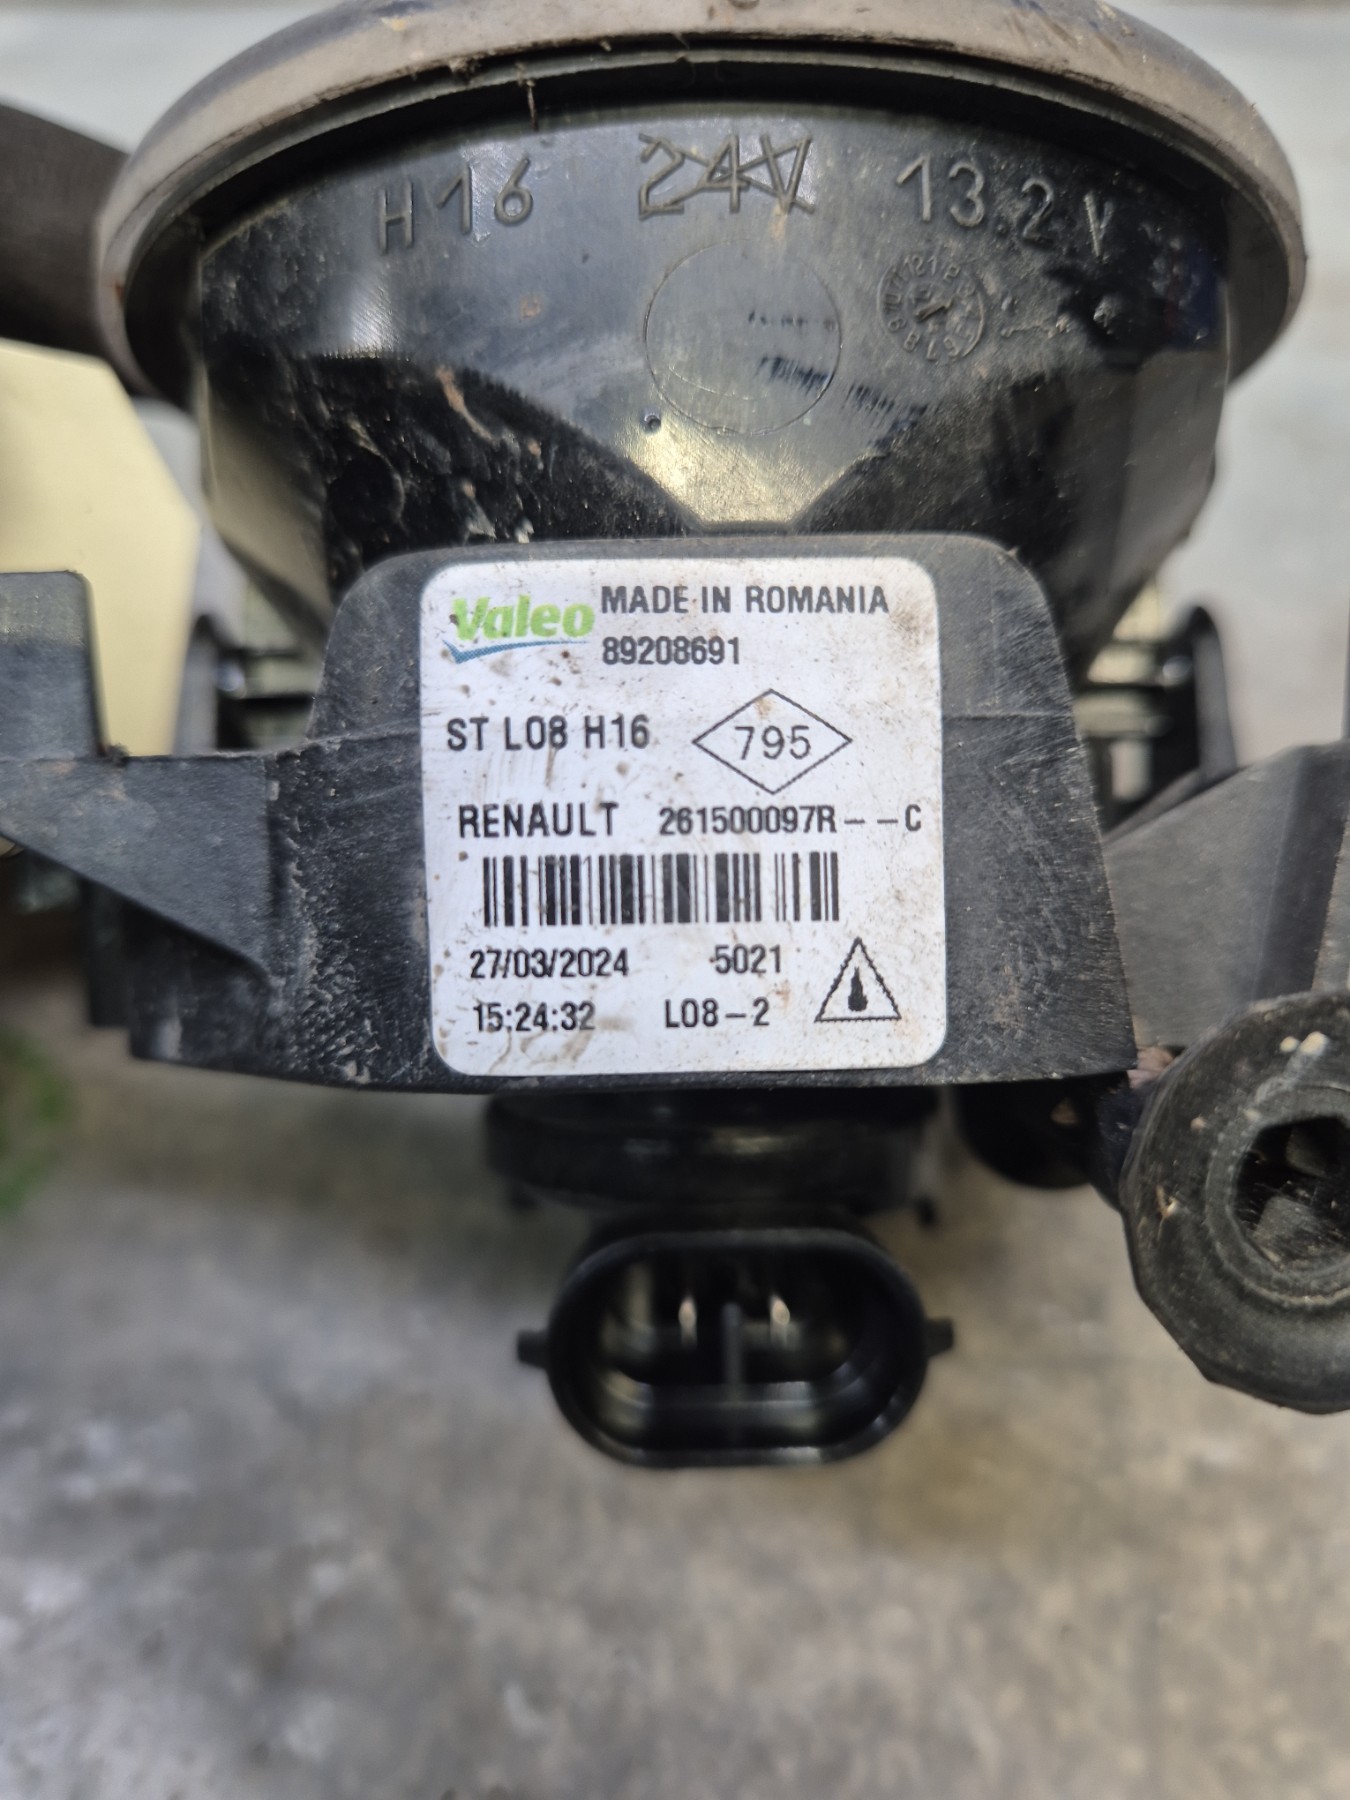 H16 24V 13.2V
Valeo MADE IN ROMANIA
89208691
ST L08 H16 795
RENAULT 261500097R--C
27/03/2024 5021
15:24:32 L08-2